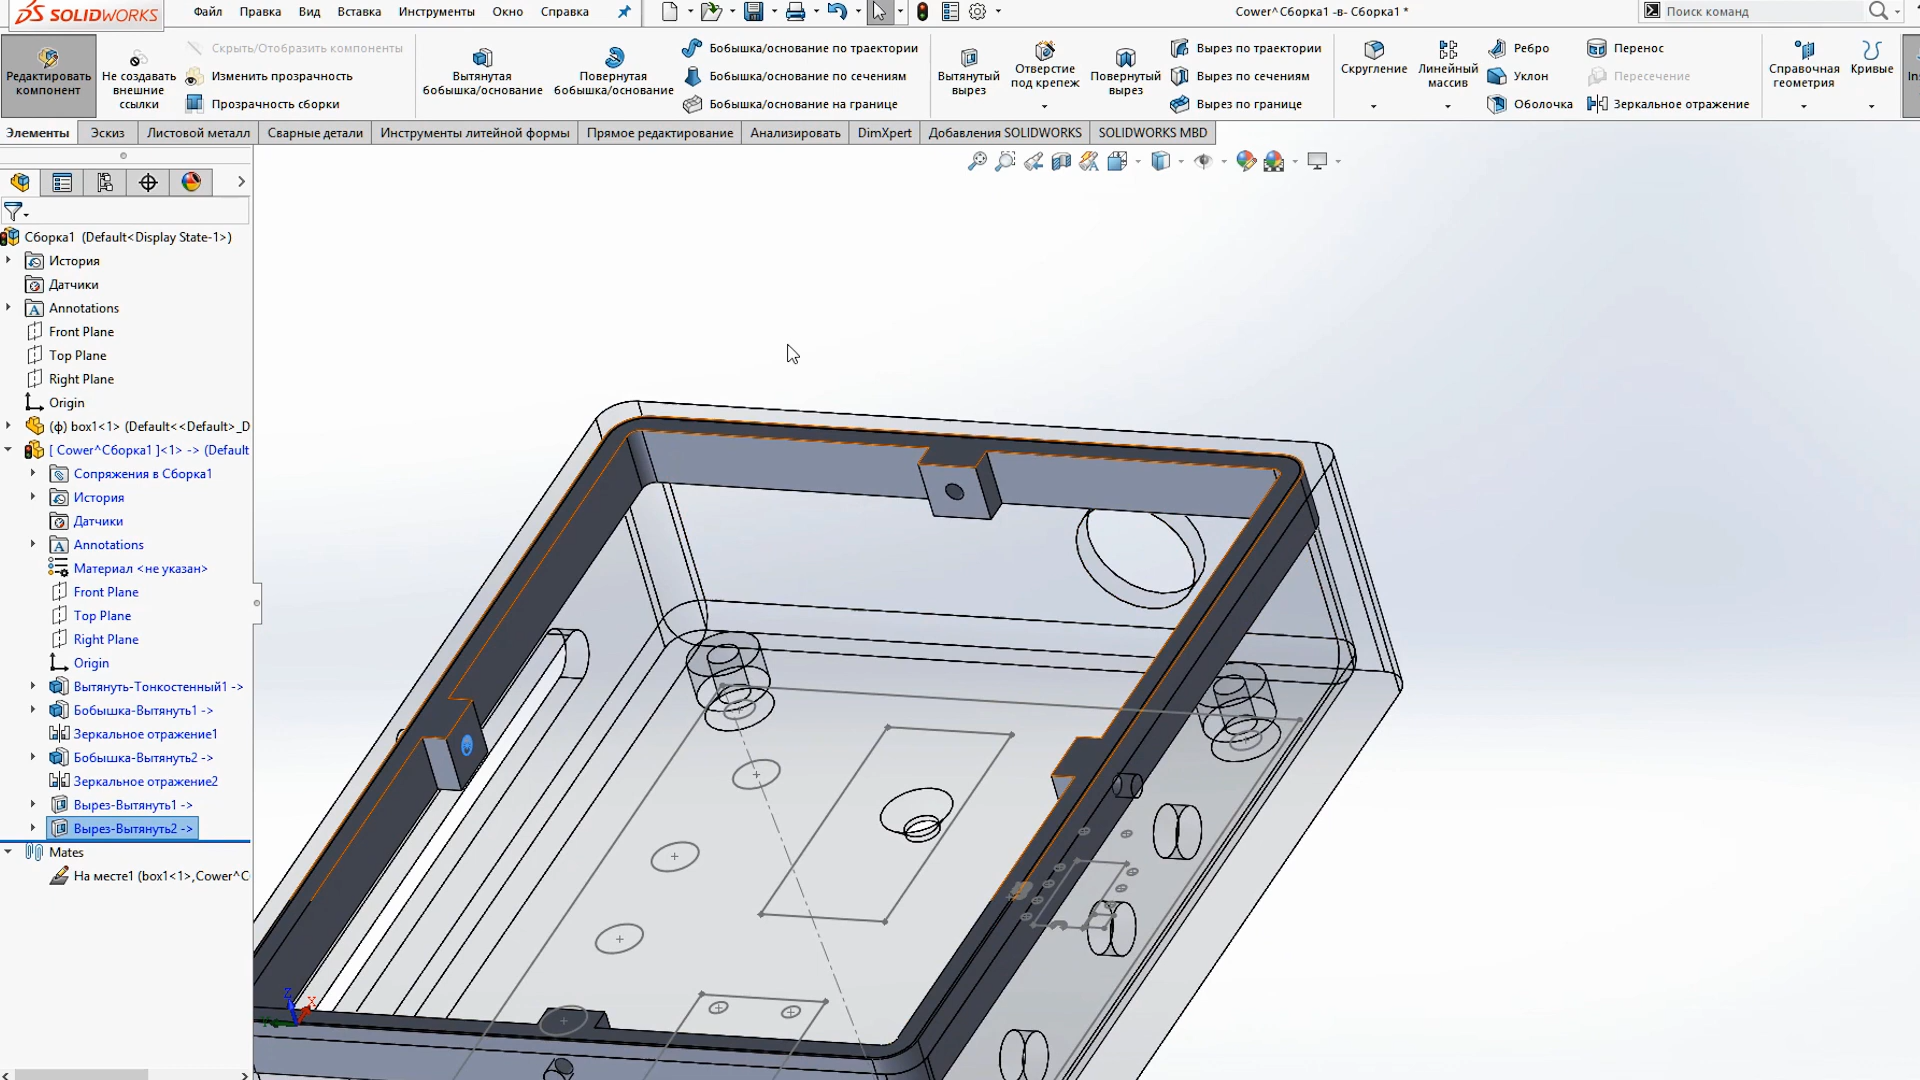 SOLIDWORKS
Файл Правка Вид Вставка Инструменты Окно Справка
Cower^Сборка1 -в- Сборка1 *
Поиск команд
Редактировать компонент
Не создавать внешние ссылки
Скрыть/Отобразить компоненты
Изменить прозрачность
Прозрачность сборки
Вытянутая бобышка/основание
Повернутая бобышка/основание
Бобышка/основание по траектории
Бобышка/основание по сечениям
Бобышка/основание на границе
Вытянутый вырез
Отверстие под крепеж
Повернутый вырез
Вырез по траектории
Вырез по сечениям
Вырез по границе
Скругление
Линейный массив
Ребро
Уклон
Оболочка
Перенос
Пересечение
Зеркальное отражение
Справочная геометрия
Кривые
In
Элементы Эскиз Листовой металл Сварные детали Инструменты литейной формы Прямое редактирование Анализировать DimXpert Добавления SOLIDWORKS SOLIDWORKS MBD
Сборка1 (Default<Display State-1>)
История
Датчики
Annotations
Front Plane
Top Plane
Right Plane
Origin
(ф) box1<1> (Default<<Default>_D
[ Cower^Сборка1 ]<1> -> (Default
Сопряжения в Сборка1
История
Датчики
Annotations
Материал <не указан>
Front Plane
Top Plane
Right Plane
Origin
Вытянуть-Тонкостенный1 ->
Бобышка-Вытянуть1 ->
Зеркальное отражение1
Бобышка-Вытянуть2 ->
Зеркальное отражение2
Вырез-Вытянуть1 ->
Вырез-Вытянуть2 ->
Mates
На месте1 (box1<1>,Cower^C
Z
X